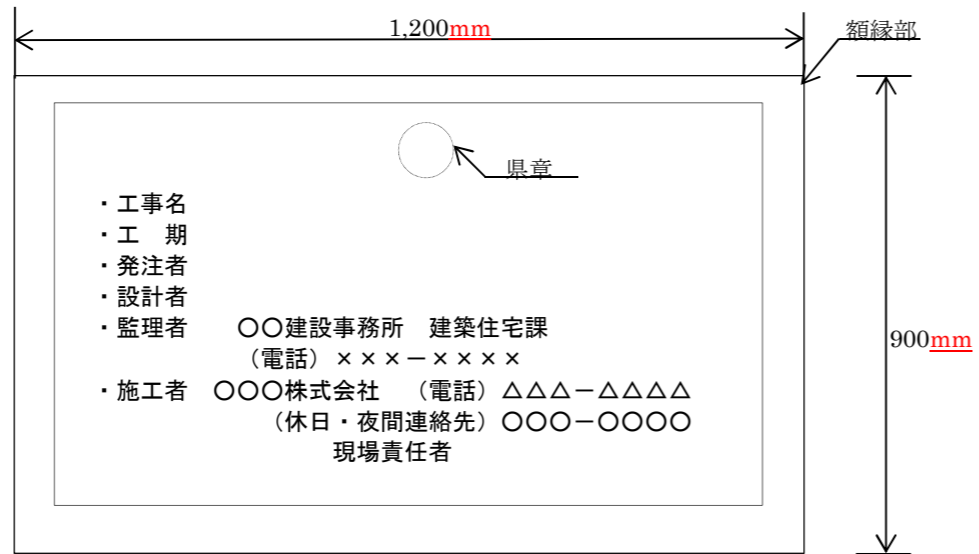 1,200mm
額縁部
県章
・工事名
・工　期
・発注者
・設計者
・監理者　　〇〇建設事務所　建築住宅課
（電話）×××－××××
・施工者　〇〇〇株式会社　（電話）△△△－△△△△
（休日・夜間連絡先）〇〇〇－〇〇〇〇
現場責任者
900mm